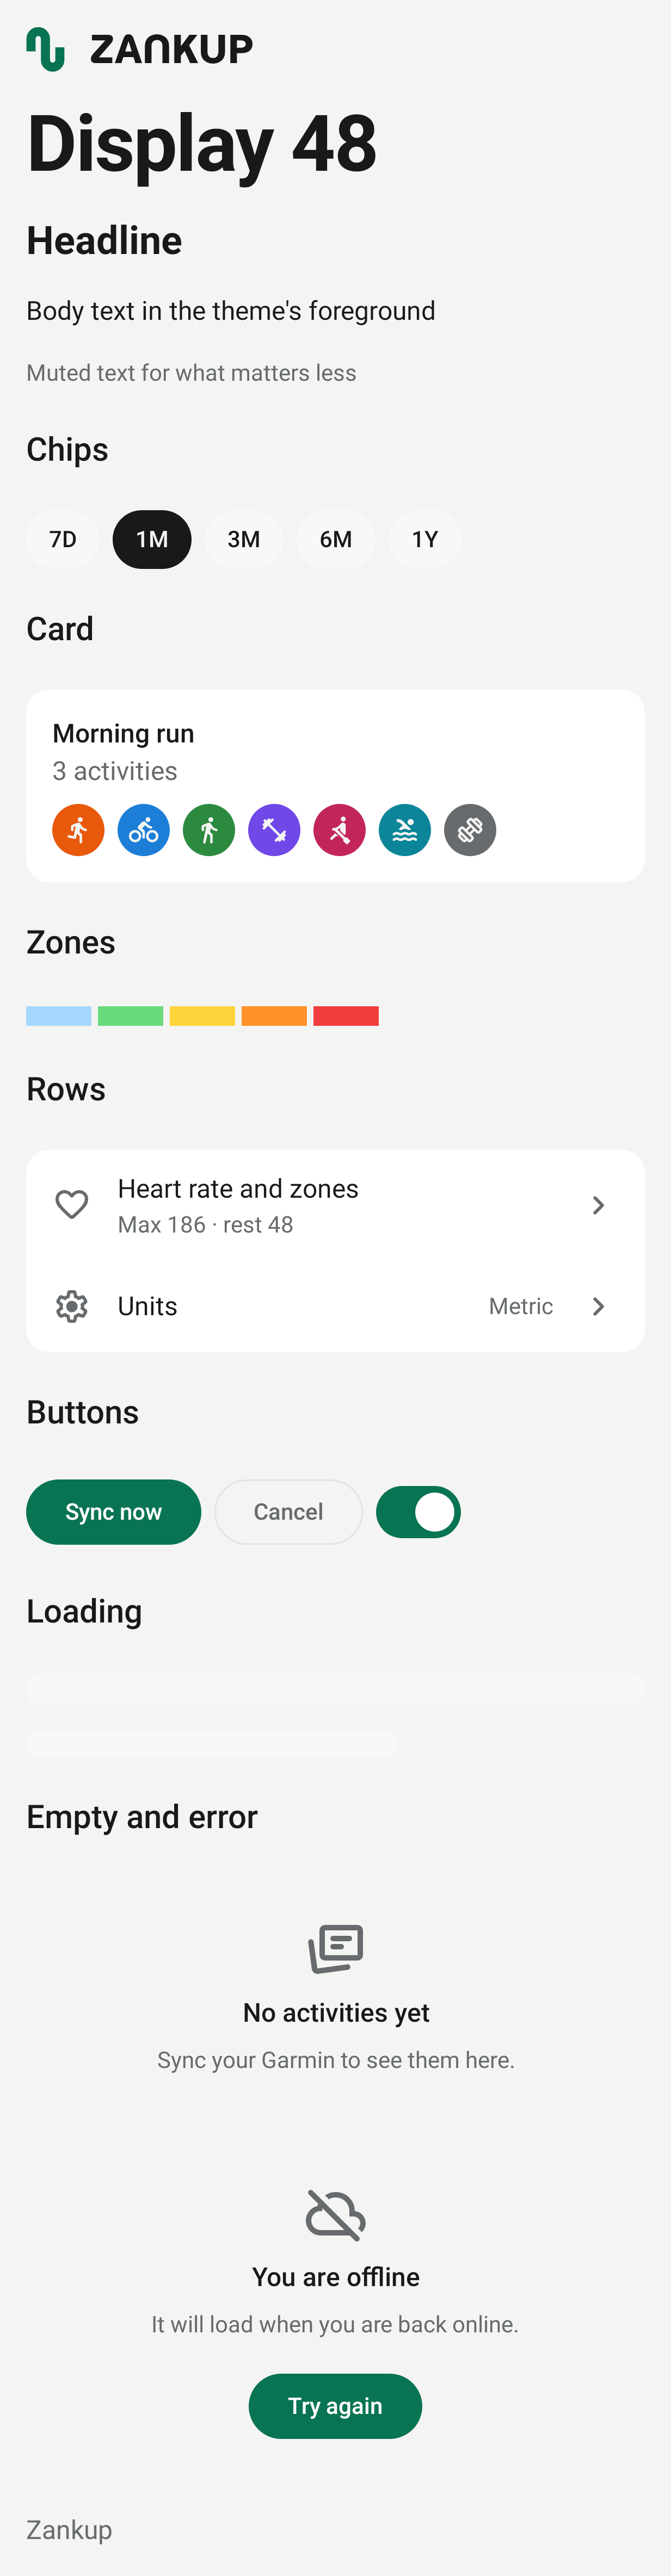 ZANKUP
Display 48
Headline
Body text in the theme's foreground
Muted text for what matters less
Chips
7D 1M 3M 6M 1Y
Card
Morning run
3 activities
Zones
Rows
Heart rate and zones
Max 186 · rest 48
Units Metric
Buttons
Sync now Cancel
Loading
Empty and error
No activities yet
Sync your Garmin to see them here.
You are offline
It will load when you are back online.
Try again
Zankup